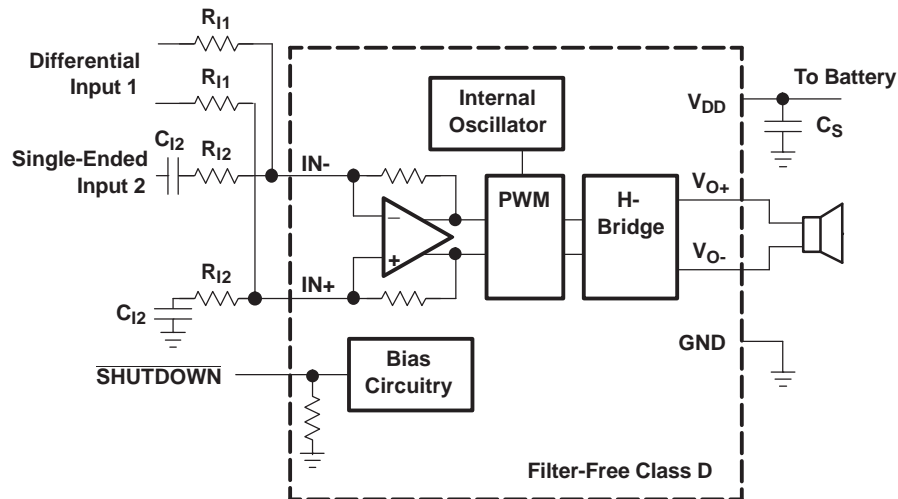 R_I1
Differential
Input 1
R_I1
C_I2
R_I2
Single-Ended
Input 2
IN-
R_I2
C_I2
IN+
SHUTDOWN
Internal
Oscillator
PWM
H-
Bridge
−
+
Bias
Circuitry
V_DD
To Battery
C_S
V_O+
V_O-
GND
Filter-Free Class D